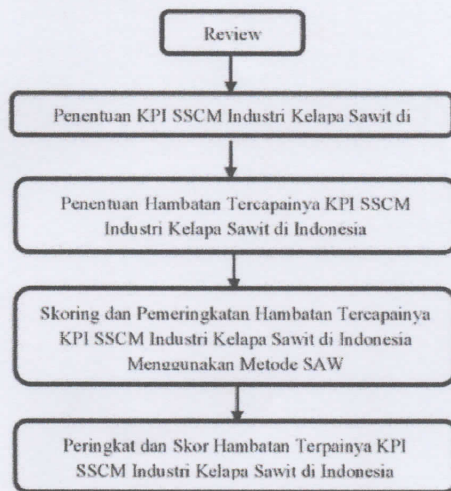 Review
Penentuan KPI SSCM Industri Kelapa Sawit di
Penentuan Hambatan Tercapainya KPI SSCM
Industri Kelapa Sawit di Indonesia
Skoring dan Pemeringkatan Hambatan Tercapainya
KPI SSCM Industri Kelapa Sawit di Indonesia
Menggunakan Metode SAW
Peringkat dan Skor Hambatan Terpainya KPI
SSCM Industri Kelapa Sawit di Indonesia